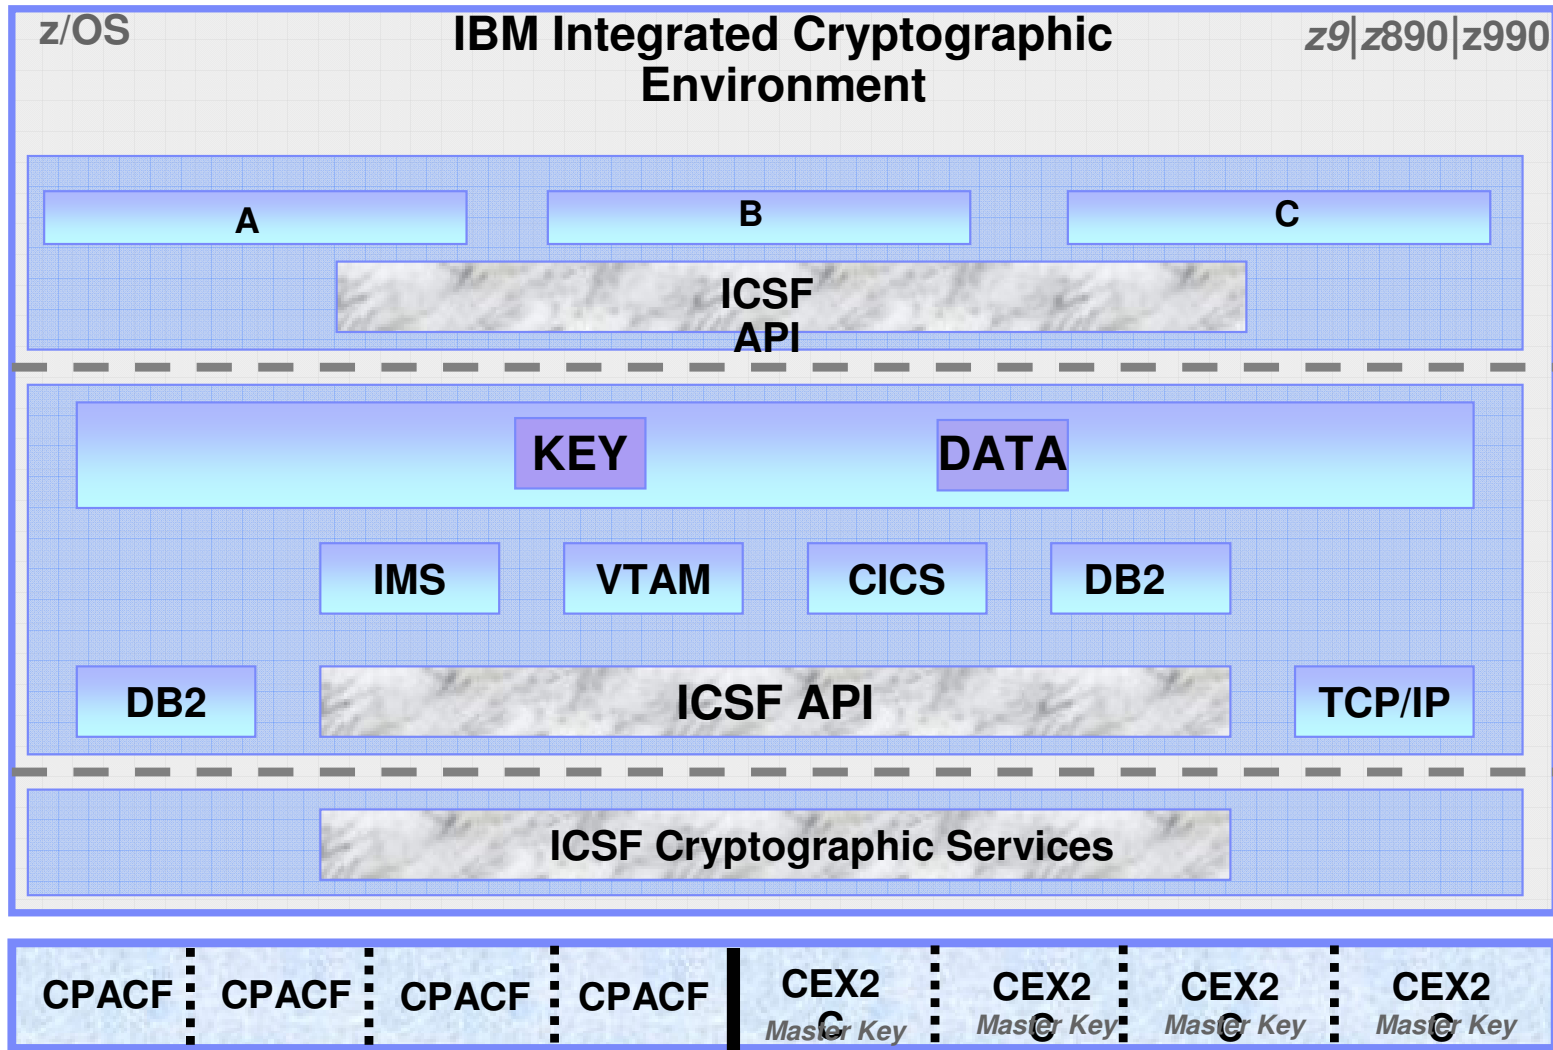 z/OS
IBM Integrated Cryptographic
Environment
z9|z890|z990
A
B
C
ICSF
API
KEY
DATA
IMS
VTAM
CICS
DB2
DB2
ICSF API
TCP/IP
ICSF Cryptographic Services
CPACF
CPACF
CPACF
CPACF
CEX2
C
Master Key
CEX2
C
Master Key
CEX2
C
Master Key
CEX2
C
Master Key